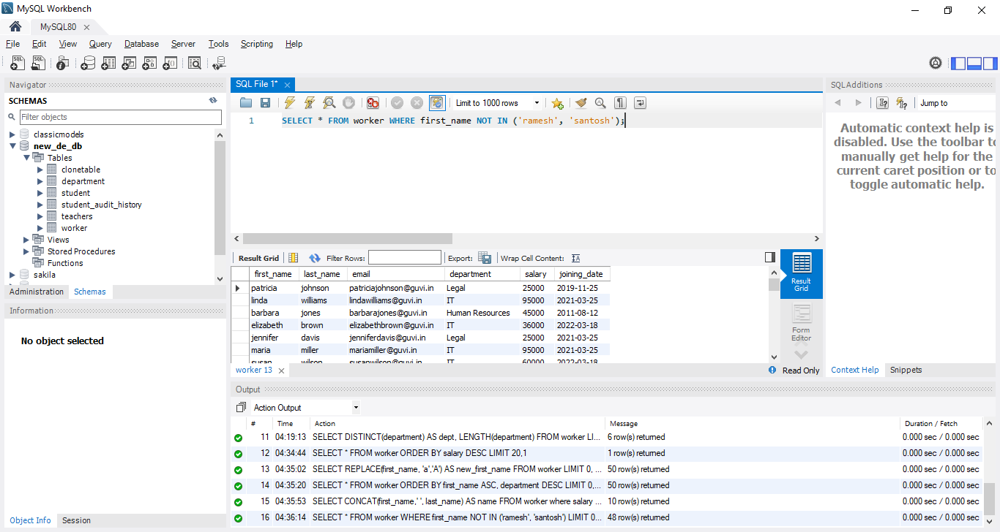 MySQL Workbench
MySQL80
File Edit View Query Database Server Tools Scripting Help
Navigator
SCHEMAS
Filter objects
classicmodels
new_de_db
Tables
clonetable
department
student
student_audit_history
teachers
worker
Views
Stored Procedures
Functions
sakila
Administration Schemas
Information
No object selected
Object Info Session
SQL File 1*
Limit to 1000 rows
1 SELECT * FROM worker WHERE first_name NOT IN ('ramesh', 'santosh');
Result Grid Filter Rows: Export: Wrap Cell Content:
first_name last_name email department salary joining_date
patricia johnson patriciajohnson@guvi.in Legal 25000 2019-11-25
linda williams lindawilliams@guvi.in IT 95000 2021-03-25
barbara jones barbarajones@guvi.in Human Resources 45000 2011-08-12
elizabeth brown elizabethbrown@guvi.in IT 36000 2022-03-18
jennifer davis jenniferdavis@guvi.in Legal 25000 2021-03-25
maria miller mariamiller@guvi.in IT 95000 2021-03-25
susan wilson susanwilson@guvi.in IT 60000 2022-03-18
Result
Grid
Form
Editor
worker 13
Read Only
SQLAdditions
Jump to
Automatic context help is
disabled. Use the toolbar to
manually get help for the
current caret position or to
toggle automatic help.
Context Help Snippets
Output
Action Output
# Time Action Message Duration / Fetch
11 04:19:13 SELECT DISTINCT(department) AS dept, LENGTH(department) FROM worker LI... 6 row(s) returned 0.000 sec / 0.000 sec
12 04:34:44 SELECT * FROM worker ORDER BY salary DESC LIMIT 20,1 1 row(s) returned 0.000 sec / 0.000 sec
13 04:35:02 SELECT REPLACE(first_name, 'a','A') AS new_first_name FROM worker LIMIT 0, ... 50 row(s) returned 0.000 sec / 0.000 sec
14 04:35:20 SELECT * FROM worker ORDER BY first_name ASC, department DESC LIMIT 0,... 50 row(s) returned 0.000 sec / 0.000 sec
15 04:35:53 SELECT CONCAT(first_name,' ', last_name) AS name FROM worker where salary ... 10 row(s) returned 0.000 sec / 0.000 sec
16 04:36:14 SELECT * FROM worker WHERE first_name NOT IN ('ramesh', 'santosh') LIMIT 0... 48 row(s) returned 0.000 sec / 0.000 sec